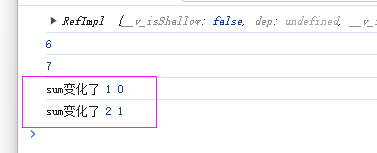 ▶ RefImpl {__v_isShallow: false, dep: undefined, __v_i
6
7
sum变化了 1 0
sum变化了 2 1
>